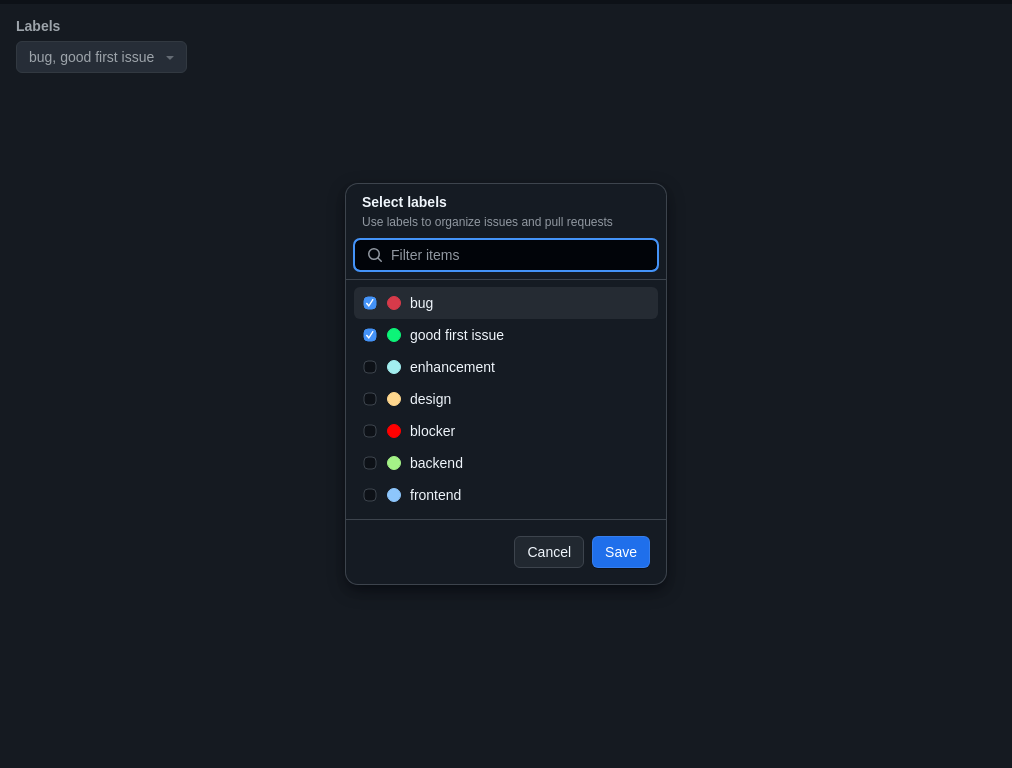 Labels
bug, good first issue
Select labels
Use labels to organize issues and pull requests
Filter items
bug
good first issue
enhancement
design
blocker
backend
frontend
Cancel Save